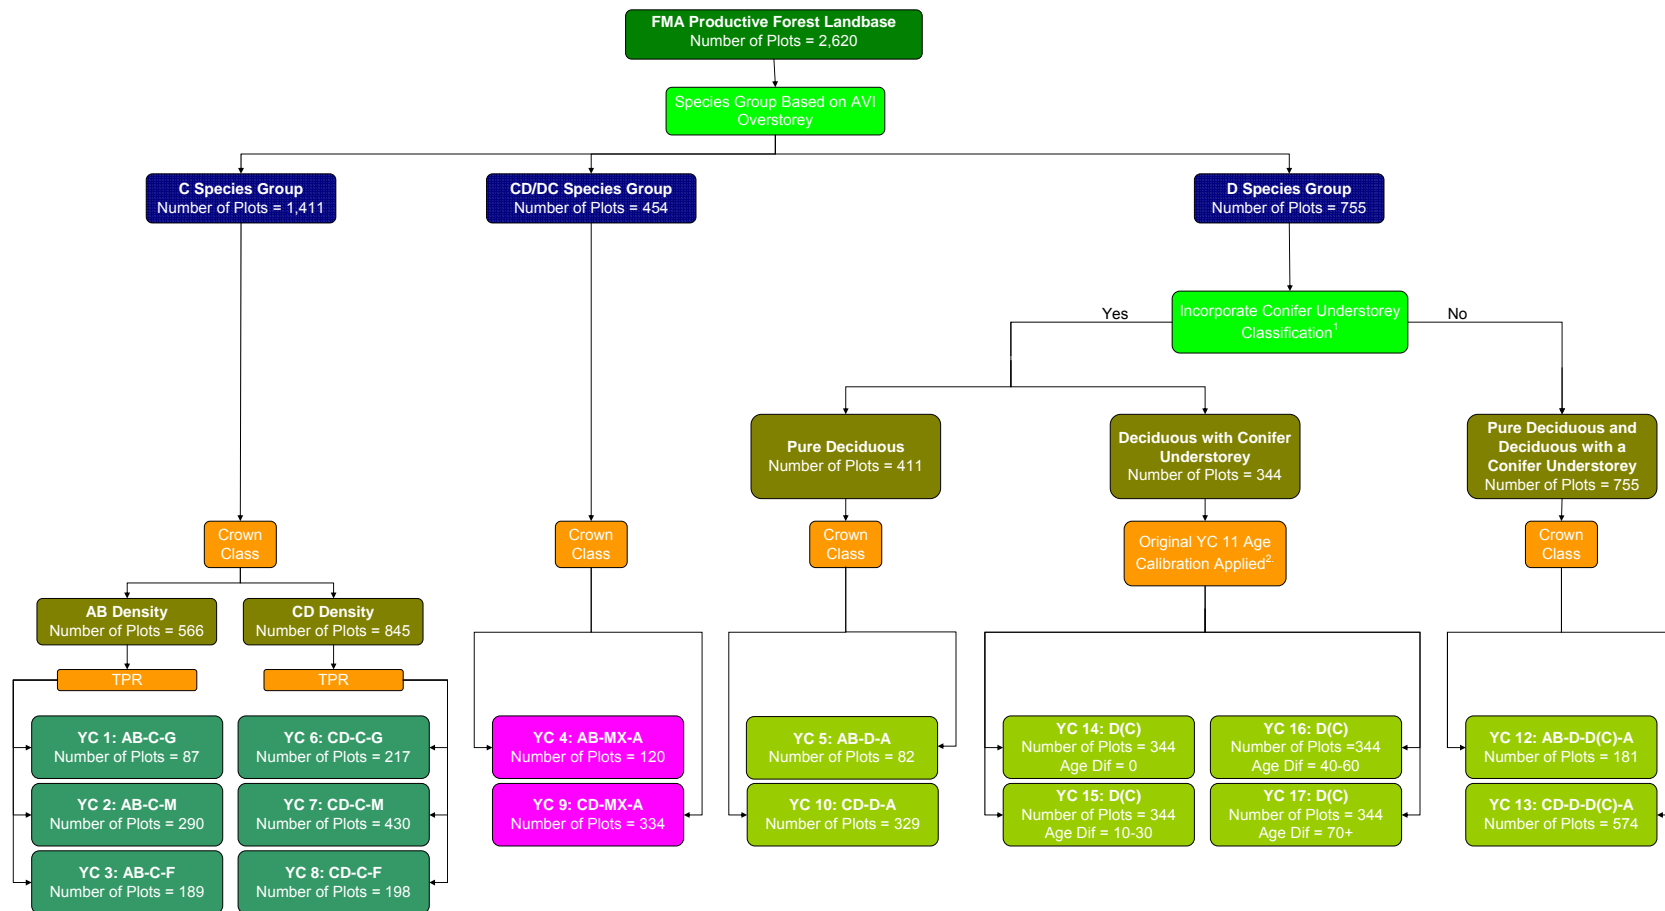 FMA Productive Forest Landbase
Number of Plots = 2,620
Species Group Based on AVI
Overstorey
C Species Group
Number of Plots = 1,411
CD/DC Species Group
Number of Plots = 454
D Species Group
Number of Plots = 755
Yes
Incorporate Conifer Understorey
Classification1
No
Pure Deciduous
Number of Plots = 411
Deciduous with Conifer
Understorey
Number of Plots = 344
Pure Deciduous and
Deciduous with a
Conifer Understorey
Number of Plots = 755
Crown
Class
Crown
Class
Crown
Class
Original YC 11 Age
Calibration Applied2.
Crown
Class
AB Density
Number of Plots = 566
CD Density
Number of Plots = 845
TPR
TPR
YC 1: AB-C-G
Number of Plots = 87
YC 6: CD-C-G
Number of Plots = 217
YC 4: AB-MX-A
Number of Plots = 120
YC 5: AB-D-A
Number of Plots = 82
YC 14: D(C)
Number of Plots = 344
Age Dif = 0
YC 16: D(C)
Number of Plots =344
Age Dif = 40-60
YC 12: AB-D-D(C)-A
Number of Plots = 181
YC 2: AB-C-M
Number of Plots = 290
YC 7: CD-C-M
Number of Plots = 430
YC 9: CD-MX-A
Number of Plots = 334
YC 10: CD-D-A
Number of Plots = 329
YC 15: D(C)
Number of Plots = 344
Age Dif = 10-30
YC 17: D(C)
Number of Plots = 344
Age Dif = 70+
YC 13: CD-D-D(C)-A
Number of Plots = 574
YC 3: AB-C-F
Number of Plots = 189
YC 8: CD-C-F
Number of Plots = 198